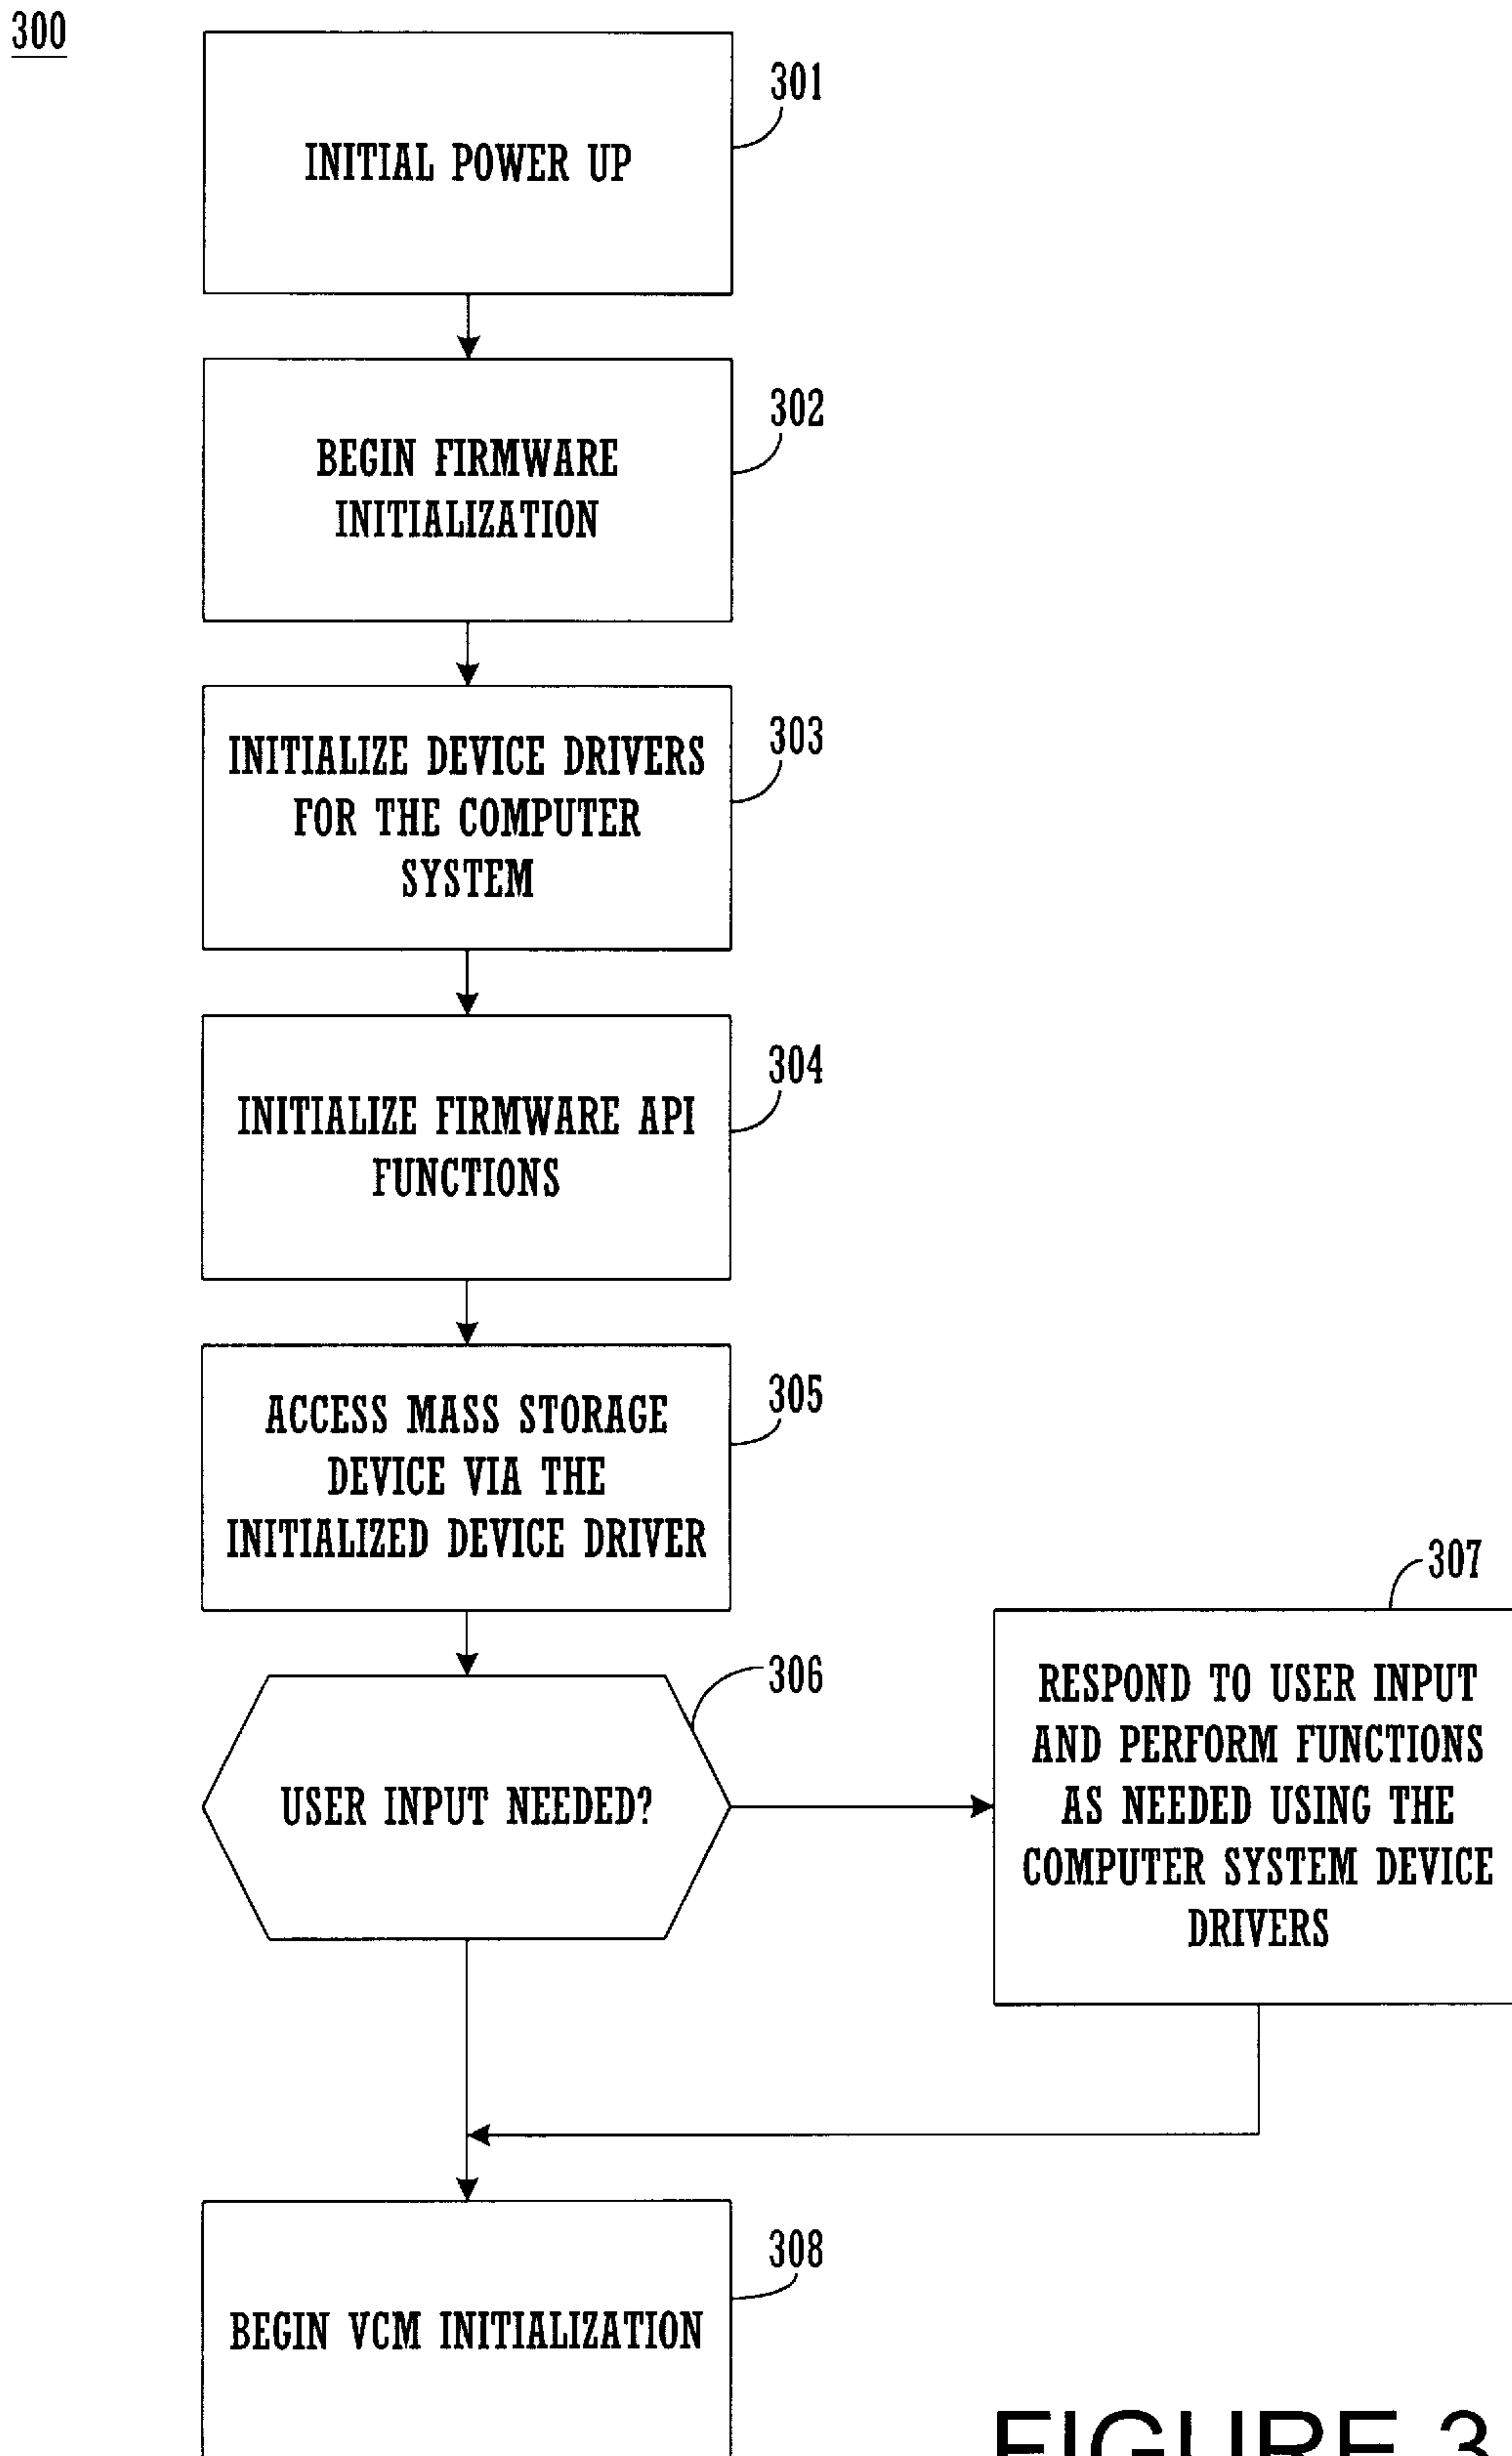 300
301
INITIAL POWER UP
302
BEGIN FIRMWARE
INITIALIZATION
303
INITIALIZE DEVICE DRIVERS
FOR THE COMPUTER
SYSTEM
304
INITIALIZE FIRMWARE API
FUNCTIONS
305
ACCESS MASS STORAGE
DEVICE VIA THE
INITIALIZED DEVICE DRIVER
306
USER INPUT NEEDED?
307
RESPOND TO USER INPUT
AND PERFORM FUNCTIONS
AS NEEDED USING THE
COMPUTER SYSTEM DEVICE
DRIVERS
308
BEGIN VCM INITIALIZATION
FIGURE 3